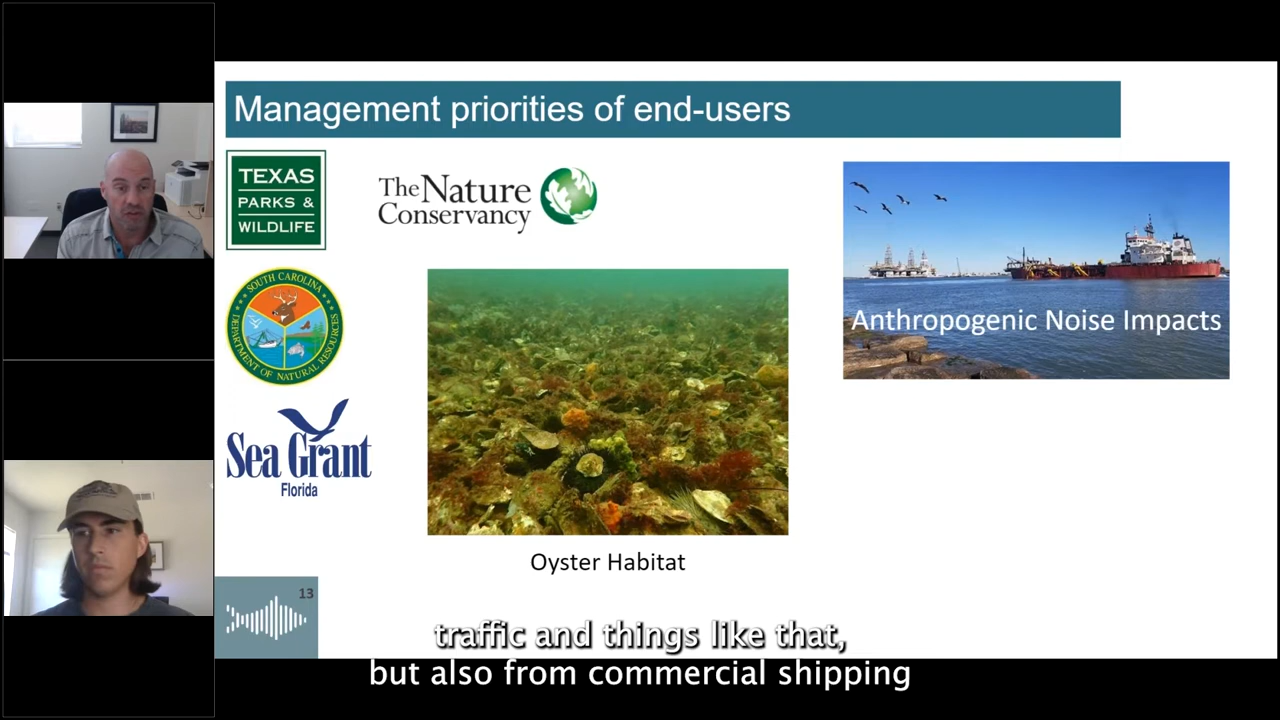 Management priorities of end-users
TEXAS
PARKS &
WILDLIFE
The Nature
Conservancy
SOUTH CAROLINA
DEPARTMENT OF NATURAL RESOURCES
Sea Grant
Florida
Anthropogenic Noise Impacts
Oyster Habitat
13
traffic and things like that,
but also from commercial shipping